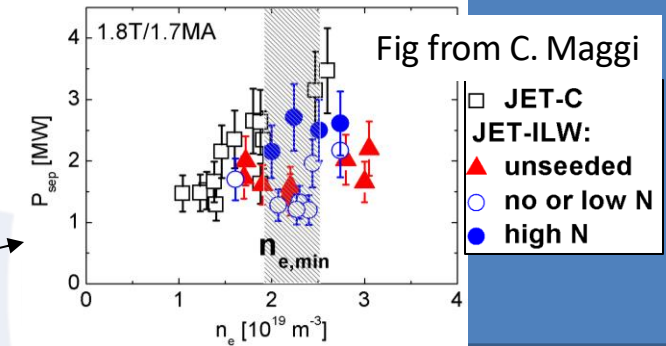 1.8T/1.7MA
Fig from C. Maggi
JET-C
JET-ILW:
unseeded
no or low N
high N
n_e,min
P_sep [MW]
4
3
2
1
0
0 1 2 3 4
n_e [10^19 m^-3]